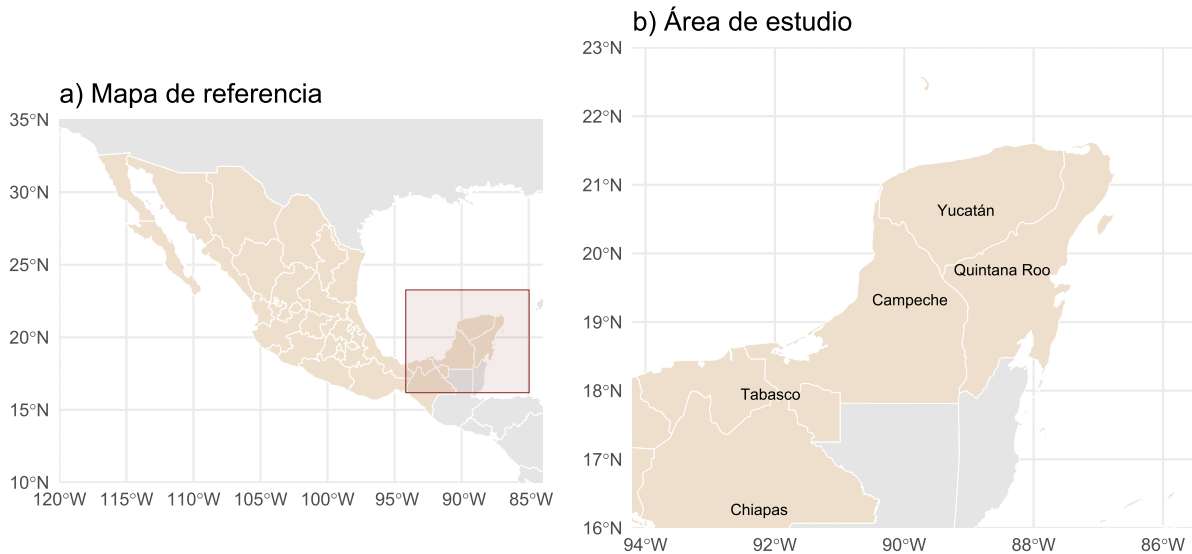 a) Mapa de referencia
35°N
30°N
25°N
20°N
15°N
10°N
120°W 115°W 110°W 105°W 100°W 95°W 90°W 85°W
b) Área de estudio
23°N
22°N
21°N
20°N
19°N
18°N
17°N
16°N
Yucatán
Quintana Roo
Campeche
Tabasco
Chiapas
94°W 92°W 90°W 88°W 86°W